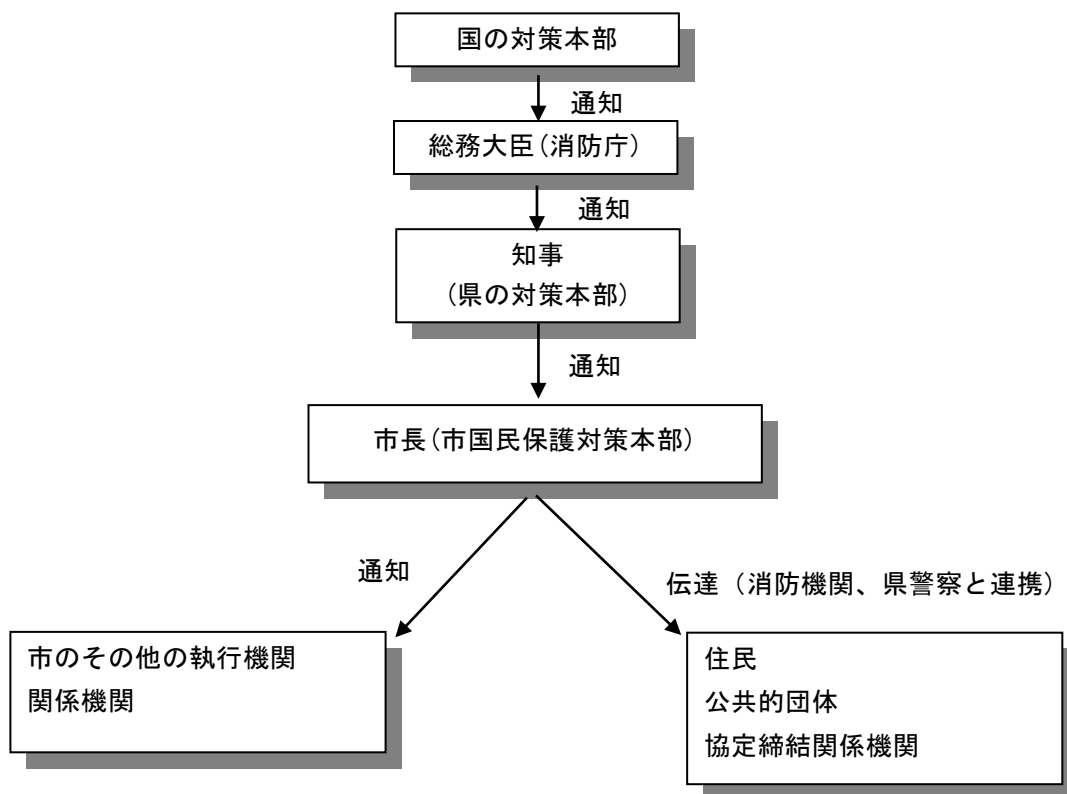 国の対策本部
通知
総務大臣(消防庁)
通知
知事
(県の対策本部)
通知
市長(市国民保護対策本部)
通知
伝達(消防機関、県警察と連携)
市のその他の執行機関
関係機関
住民
公共的団体
協定締結関係機関